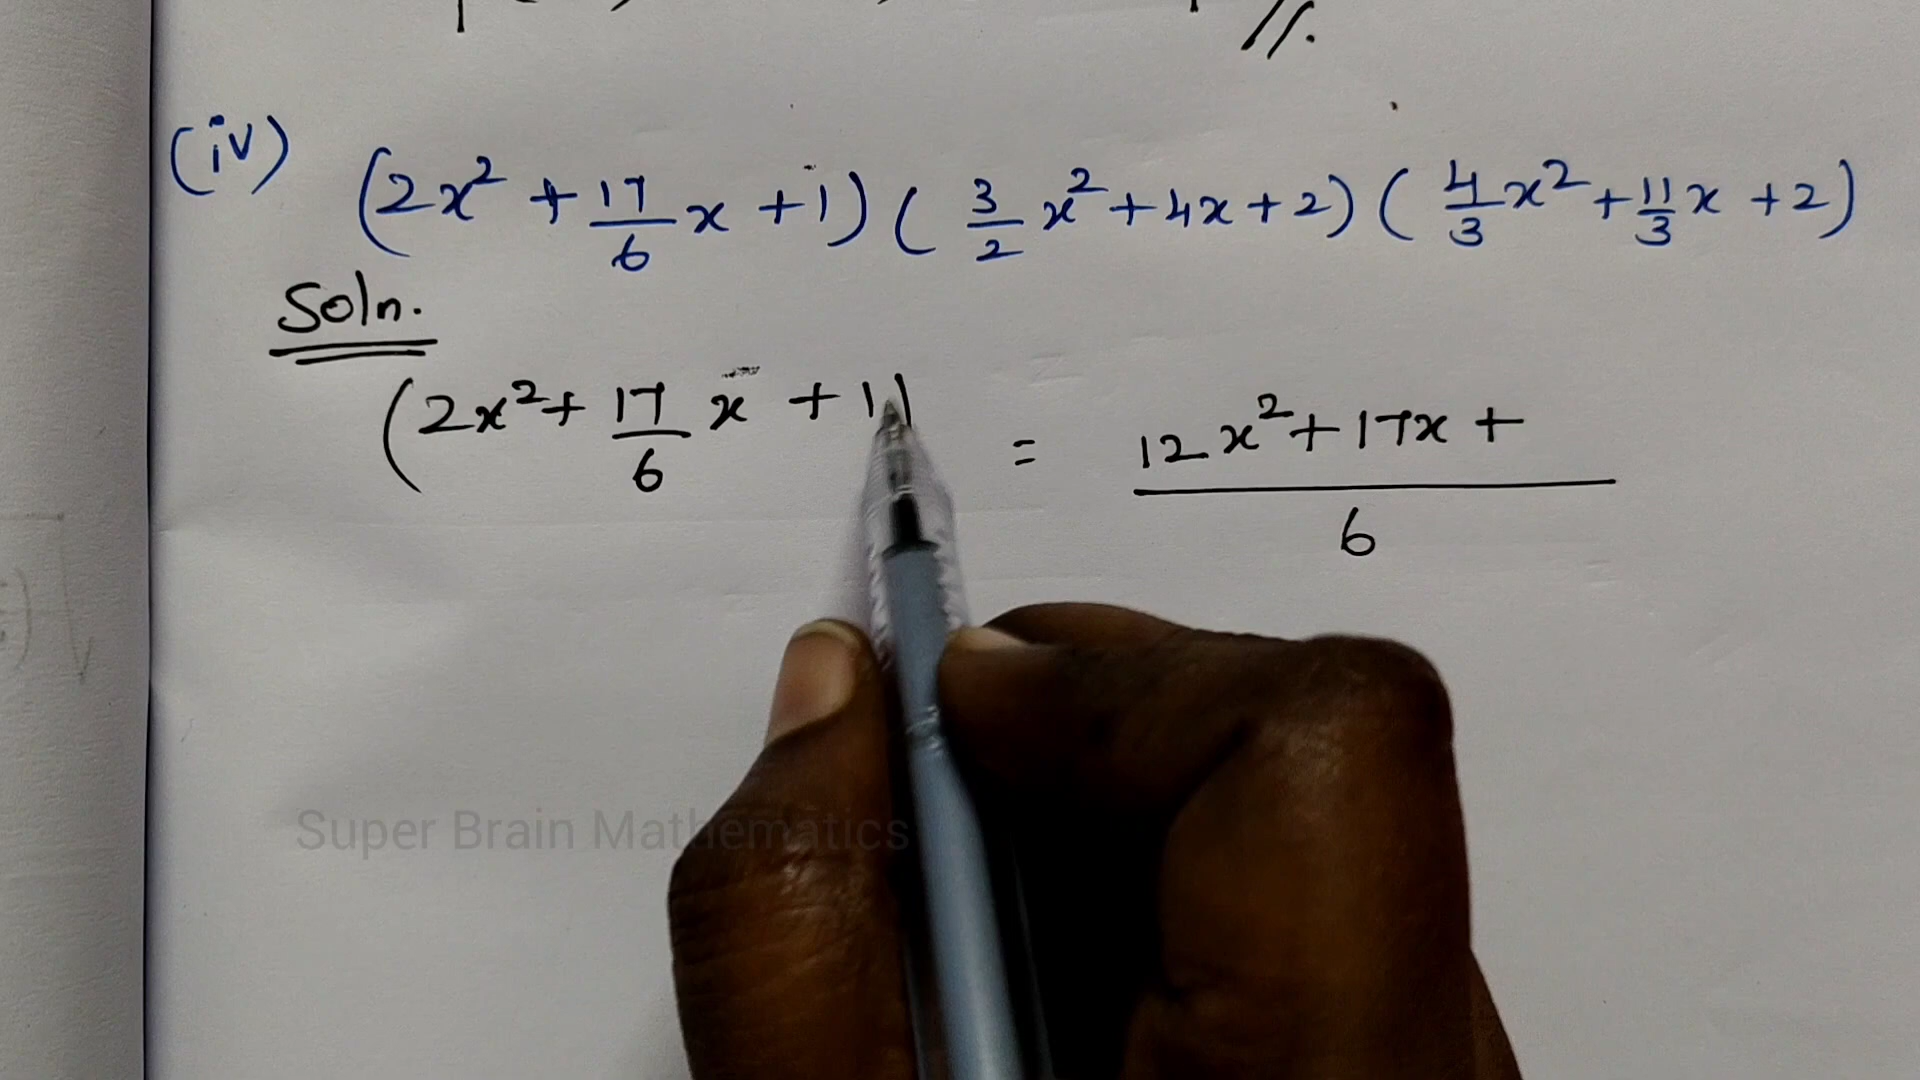 (iv) (2x² + 17/6 x + 1) ( 3/2 x² + 4x + 2) ( 4/3 x² + 11/3 x + 2)
Soln.
(2x² + 17/6 x + 1) = 12x² + 17x + / 6
Super Brain Mathematics